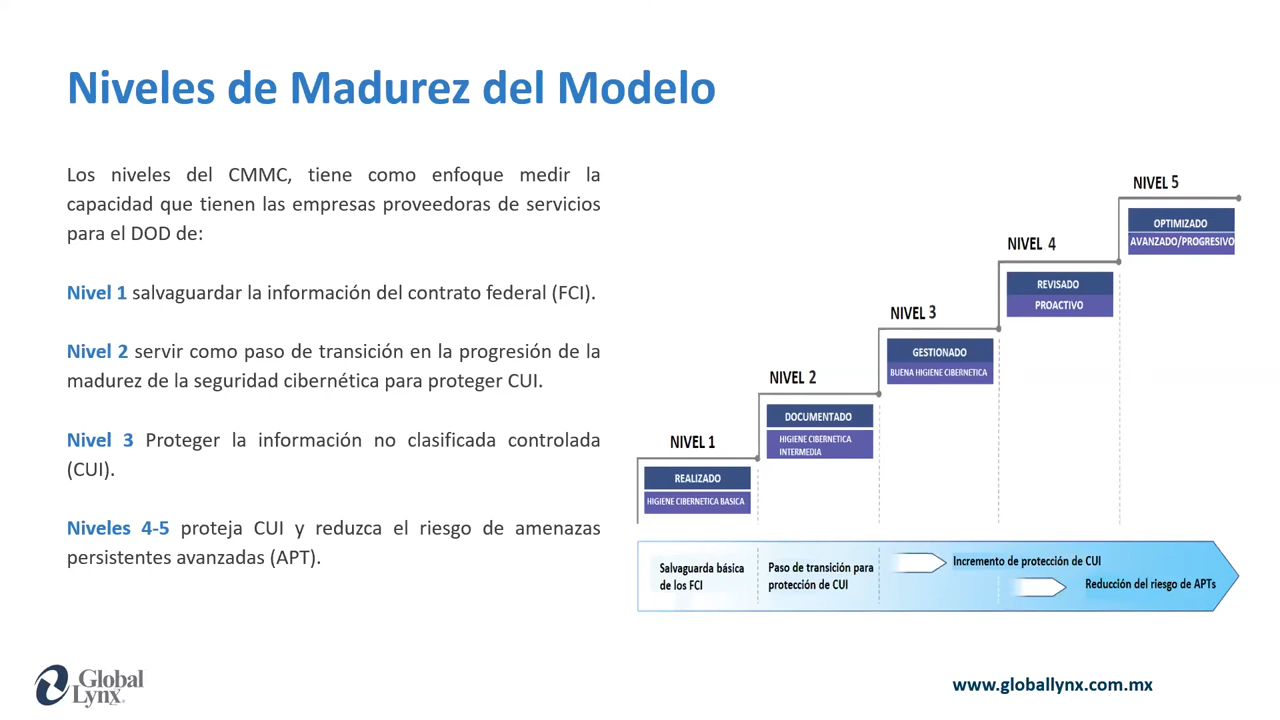 Niveles de Madurez del Modelo
Los niveles del CMMC, tiene como enfoque medir la
capacidad que tienen las empresas proveedoras de servicios
para el DOD de:
Nivel 1 salvaguardar la información del contrato federal (FCI).
Nivel 2 servir como paso de transición en la progresión de la
madurez de la seguridad cibernética para proteger CUI.
Nivel 3 Proteger la información no clasificada controlada
(CUI).
Niveles 4-5 proteja CUI y reduzca el riesgo de amenazas
persistentes avanzadas (APT).
NIVEL 1
REALIZADO
HIGIENE CIBERNETICA BASICA
NIVEL 2
DOCUMENTADO
HIGIENE CIBERNETICA
INTERMEDIA
NIVEL 3
GESTIONADO
BUENA HIGIENE CIBERNETICA
NIVEL 4
REVISADO
PROACTIVO
NIVEL 5
OPTIMIZADO
AVANZADO/PROGRESIVO
Salvaguarda básica
de los FCI
Paso de transición para
protección de CUI
Incremento de protección de CUI
Reducción del riesgo de APTs
Global
Lynx®
www.globallynx.com.mx